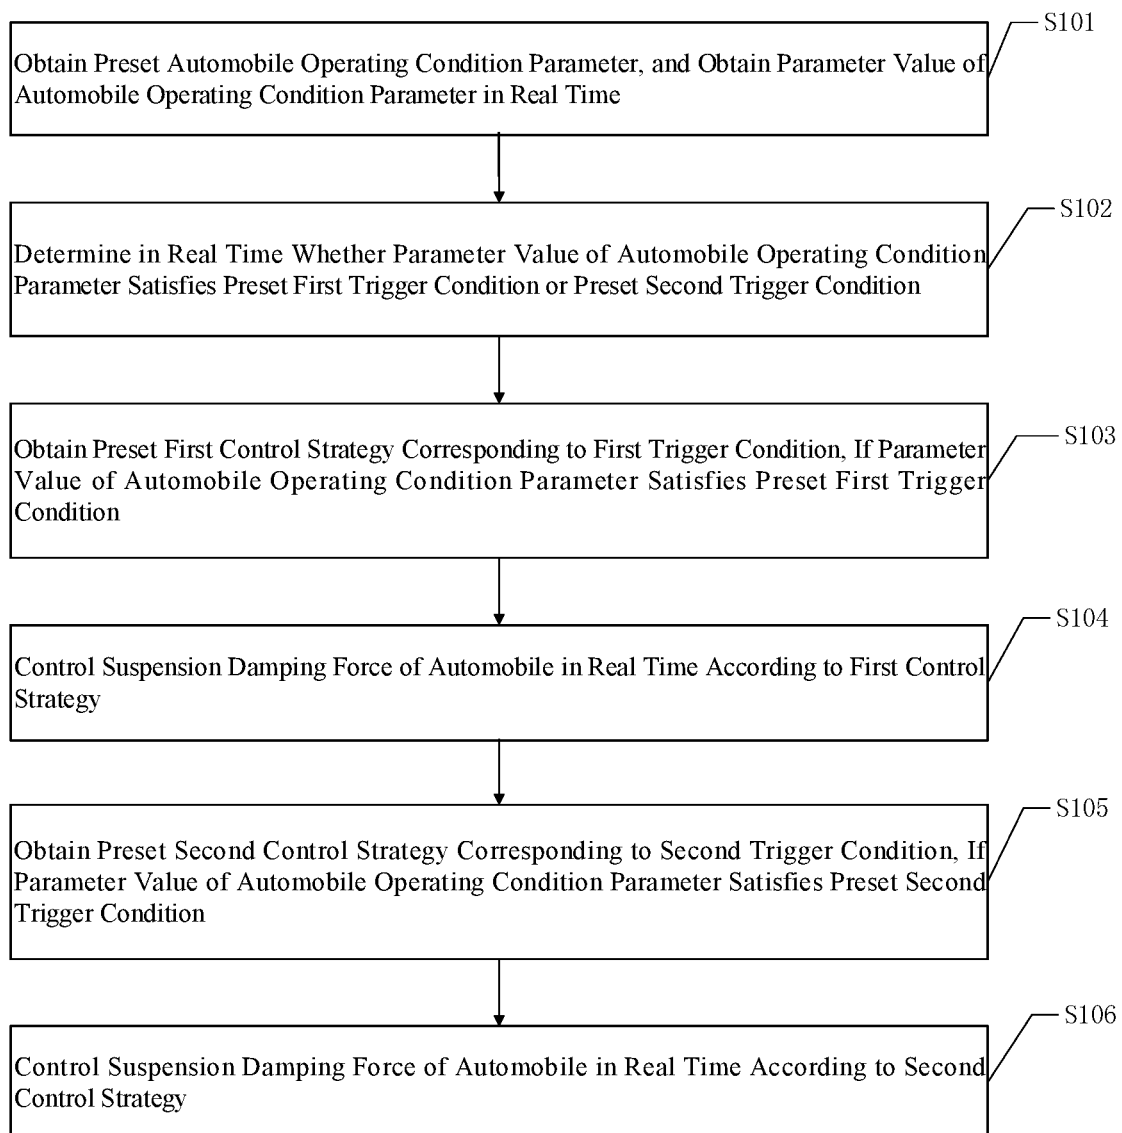 S101
Obtain Preset Automobile Operating Condition Parameter, and Obtain Parameter Value of
Automobile Operating Condition Parameter in Real Time
S102
Determine in Real Time Whether Parameter Value of Automobile Operating Condition
Parameter Satisfies Preset First Trigger Condition or Preset Second Trigger Condition
S103
Obtain Preset First Control Strategy Corresponding to First Trigger Condition, If Parameter
Value of Automobile Operating Condition Parameter Satisfies Preset First Trigger
Condition
S104
Control Suspension Damping Force of Automobile in Real Time According to First Control
Strategy
S105
Obtain Preset Second Control Strategy Corresponding to Second Trigger Condition, If
Parameter Value of Automobile Operating Condition Parameter Satisfies Preset Second
Trigger Condition
S106
Control Suspension Damping Force of Automobile in Real Time According to Second
Control Strategy